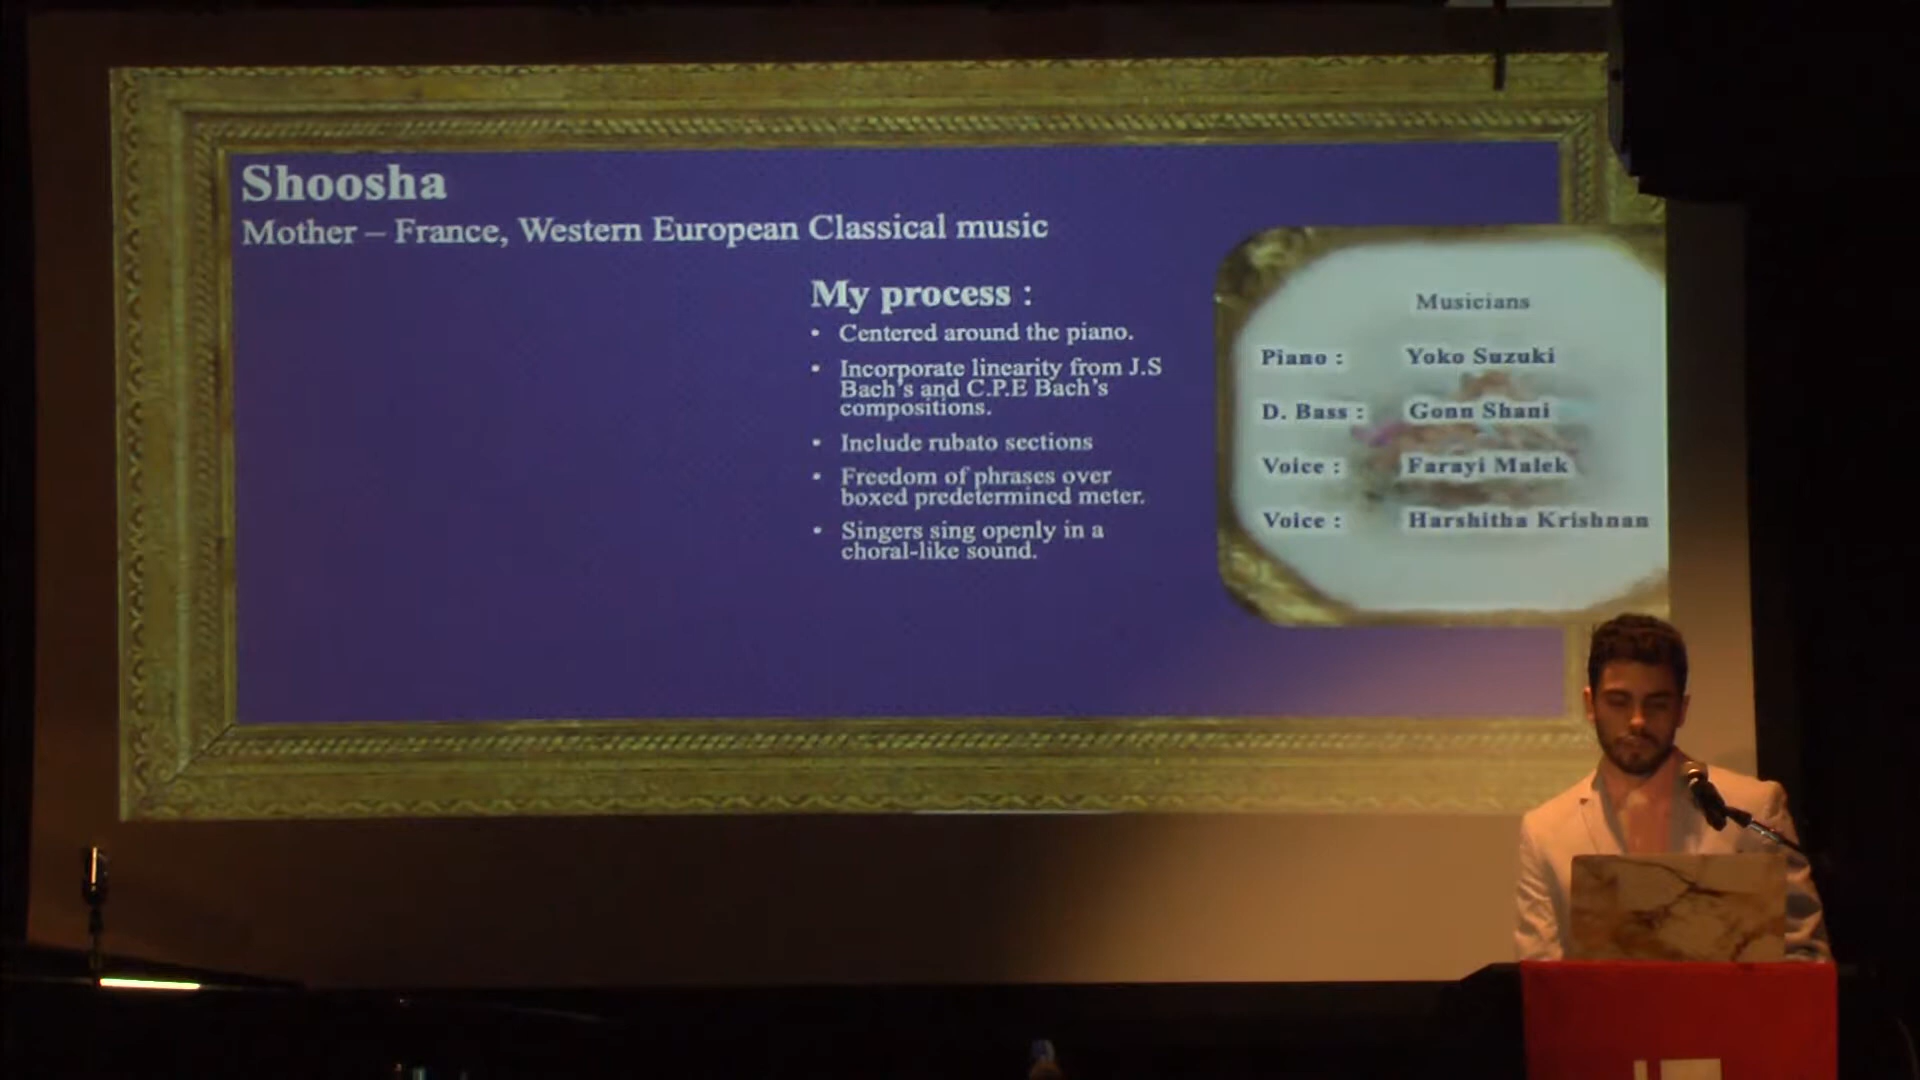 Shoosha
Mother – France, Western European Classical music
My process :
• Centered around the piano.
• Incorporate linearity from J.S
Bach's and C.P.E Bach's
compositions.
• Include rubato sections
• Freedom of phrases over
boxed predetermined meter.
• Singers sing openly in a
choral-like sound.
Musicians
Piano : Yoko Suzuki
D. Bass : Gonn Shani
Voice : Farayi Malek
Voice : Harshitha Krishnan